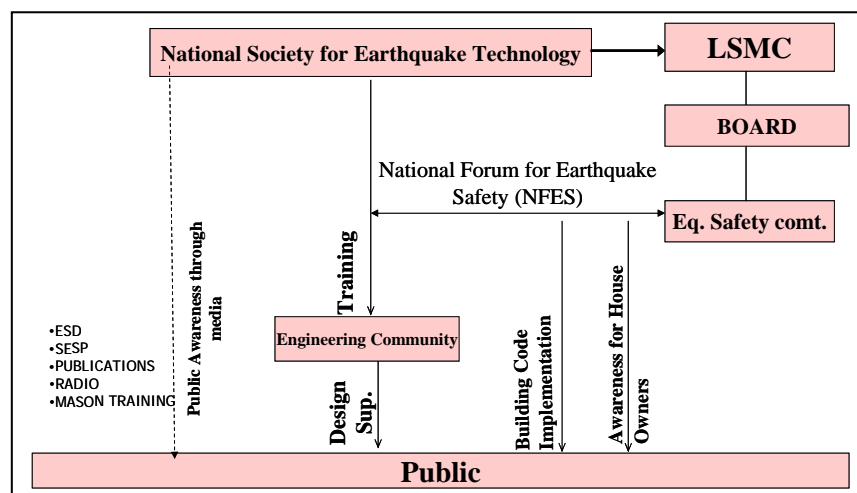 National Society for Earthquake Technology
LSMC
BOARD
National Forum for Earthquake
Safety (NFES)
Eq. Safety comt.
Training
Public Awareness through
media
Engineering Community
•ESD
•SESP
•PUBLICATIONS
•RADIO
•MASON TRAINING
Design
Sup.
Building Code
Implementation
Awareness for House
Owners
Public